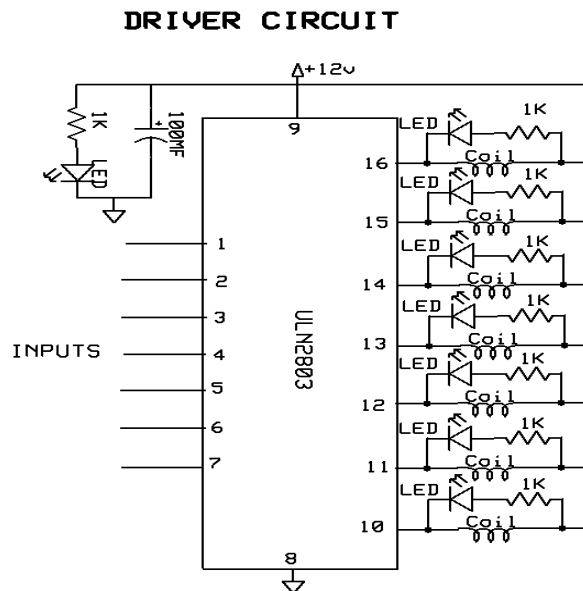 DRIVER CIRCUIT
+12v
1K
LED
100MF
9
INPUTS
1
2
3
4
5
6
7
8
ULN2803
16
LED
1K
Coil
15
LED
1K
Coil
14
LED
1K
Coil
13
LED
1K
Coil
12
LED
1K
Coil
11
LED
1K
Coil
10
LED
1K
Coil